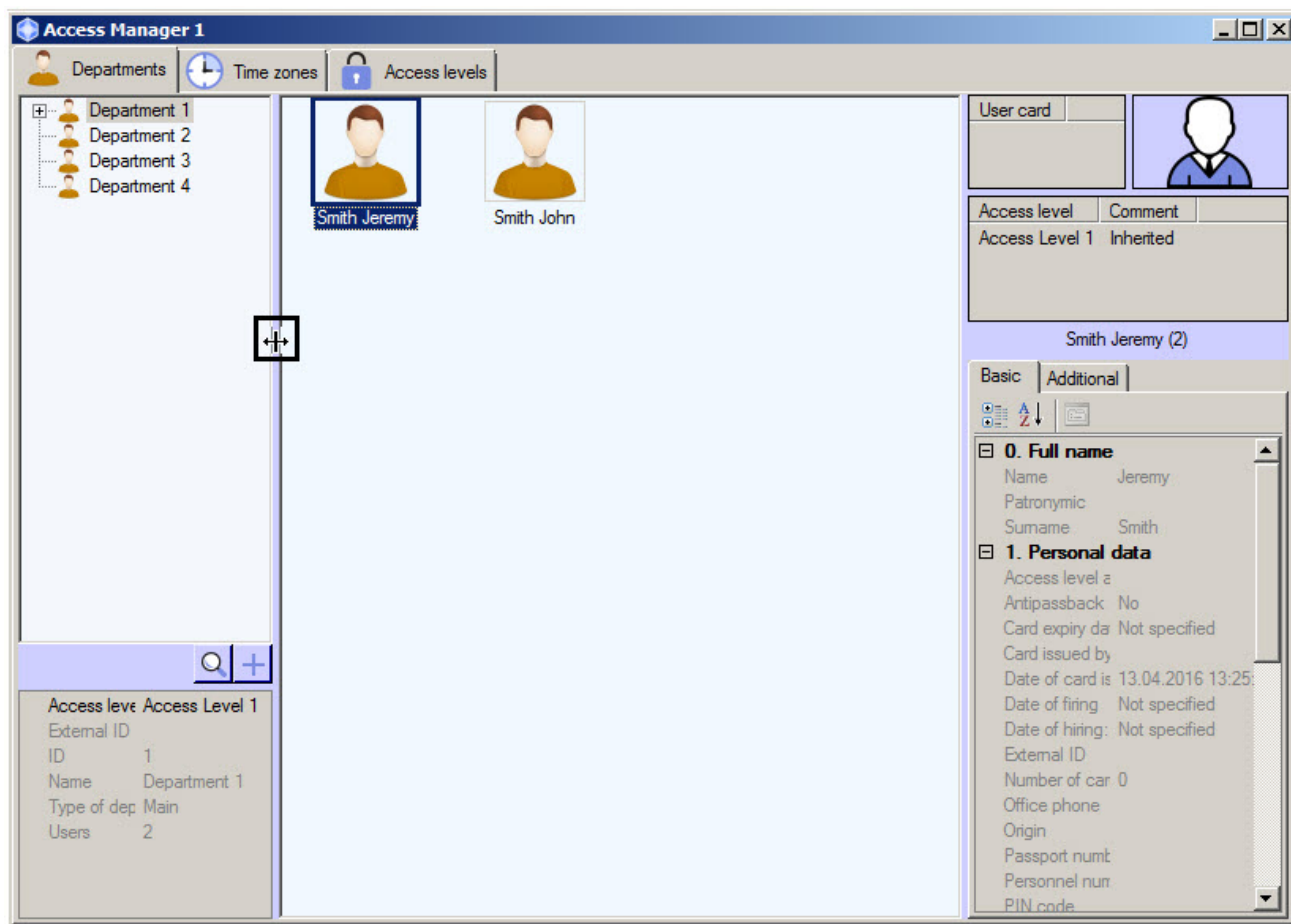 Access Manager 1
Departments Time zones Access levels
Department 1
Department 2
Department 3
Department 4
Access leve Access Level 1
External ID
ID 1
Name Department 1
Type of dep Main
Users 2
Smith Jeremy Smith John
User card
Access level Comment
Access Level 1 Inherited
Smith Jeremy (2)
Basic Additional
0. Full name
Name Jeremy
Patronymic
Surname Smith
1. Personal data
Access level a
Antipassback No
Card expiry da Not specified
Card issued by
Date of card is 13.04.2016 13:25:
Date of firing Not specified
Date of hiring: Not specified
External ID
Number of car 0
Office phone
Origin
Passport numb
Personnel num
PIN code